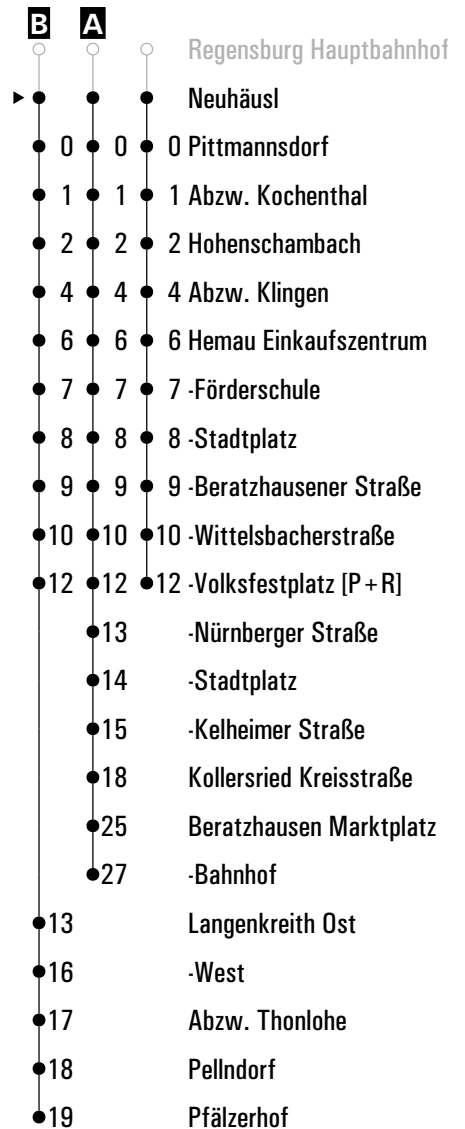 B A
Regensburg Hauptbahnhof
Neuhäusl
0 0 0 Pittmannsdorf
1 1 1 Abzw. Kochenthal
2 2 2 Hohenschambach
4 4 4 Abzw. Klingen
6 6 6 Hemau Einkaufszentrum
7 7 7 -Förderschule
8 8 8 -Stadtplatz
9 9 9 -Beratzhausener Straße
10 10 10 -Wittelsbacherstraße
12 12 12 -Volksfestplatz [P+R]
13 -Nürnberger Straße
14 -Stadtplatz
15 -Kelheimer Straße
18 Kollersried Kreisstraße
25 Beratzhausen Marktplatz
27 -Bahnhof
13 Langenkreith Ost
16 -West
17 Abzw. Thonlohe
18 Pellndorf
19 Pfälzerhof